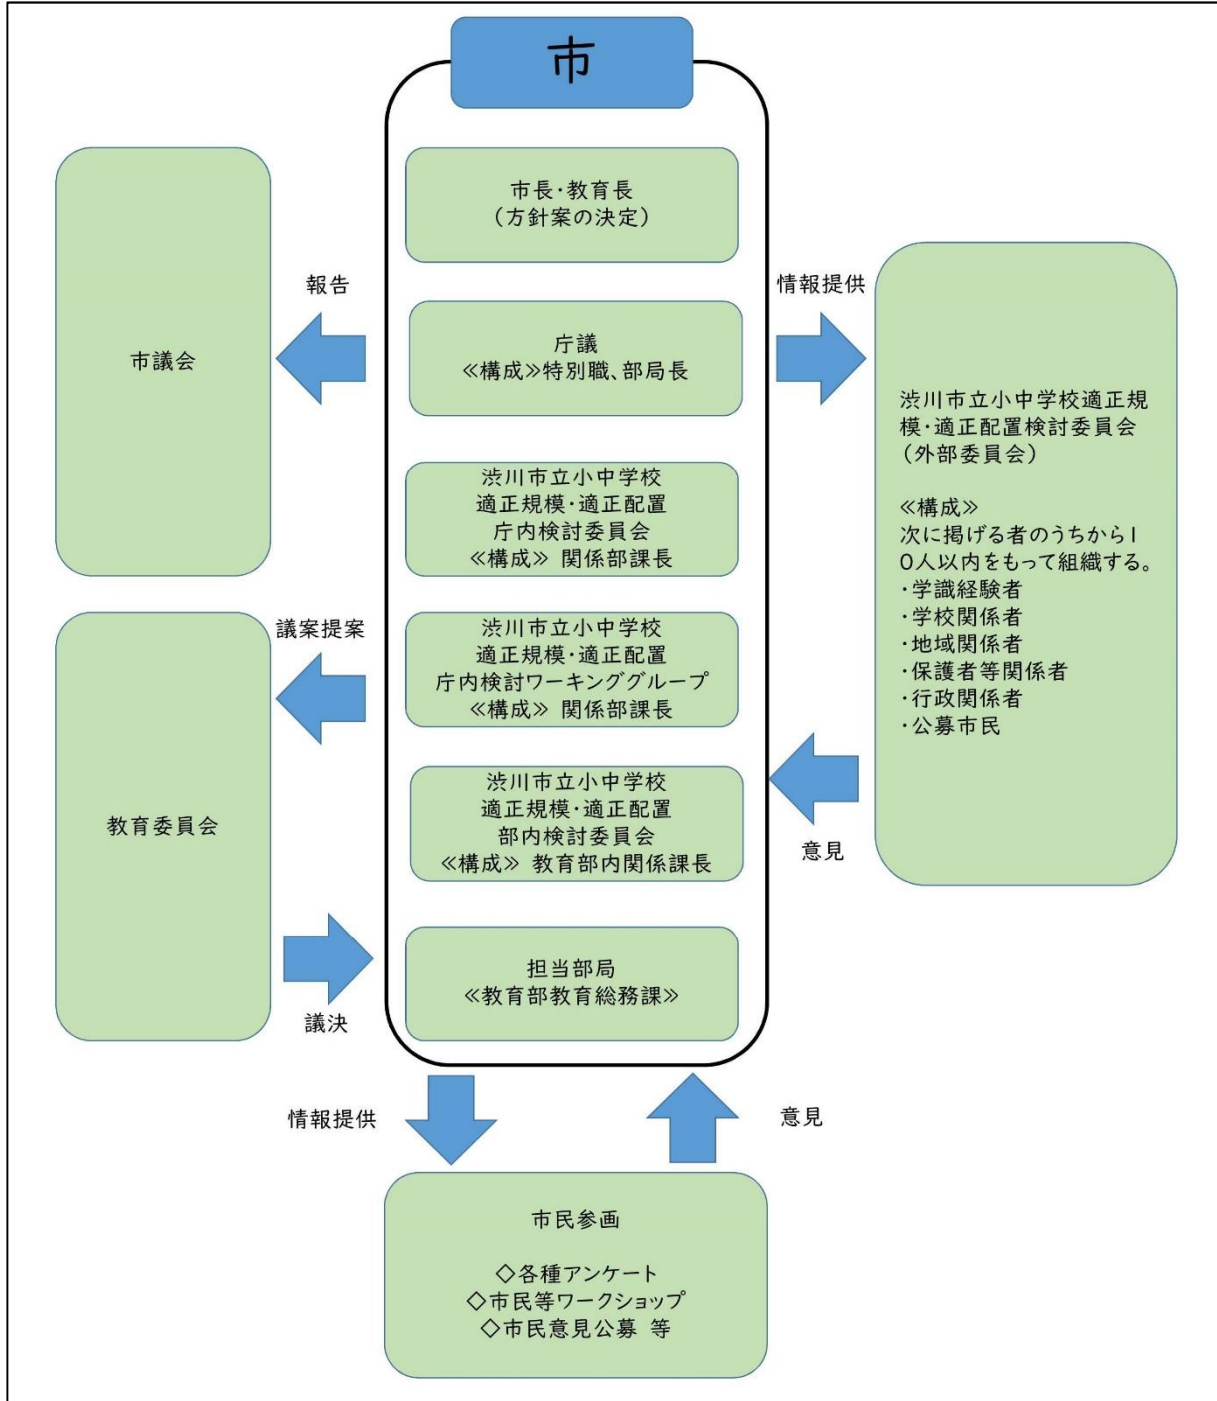 市
市長・教育長
（方針案の決定）
庁議
≪構成≫特別職、部局長
渋川市立小中学校
適正規模・適正配置
庁内検討委員会
≪構成≫ 関係部課長
渋川市立小中学校
適正規模・適正配置
庁内検討ワーキンググループ
≪構成≫ 関係部課長
渋川市立小中学校
適正規模・適正配置
部内検討委員会
≪構成≫ 教育部内関係課長
担当部局
≪教育部教育総務課≫
報告
市議会
議案提案
教育委員会
議決
情報提供
渋川市立小中学校適正規
模・適正配置検討委員会
（外部委員会）
≪構成≫
次に掲げる者のうちから１
０人以内をもって組織する。
・学識経験者
・学校関係者
・地域関係者
・保護者等関係者
・行政関係者
・公募市民
意見
情報提供
意見
市民参画
◇各種アンケート
◇市民等ワークショップ
◇市民意見公募 等